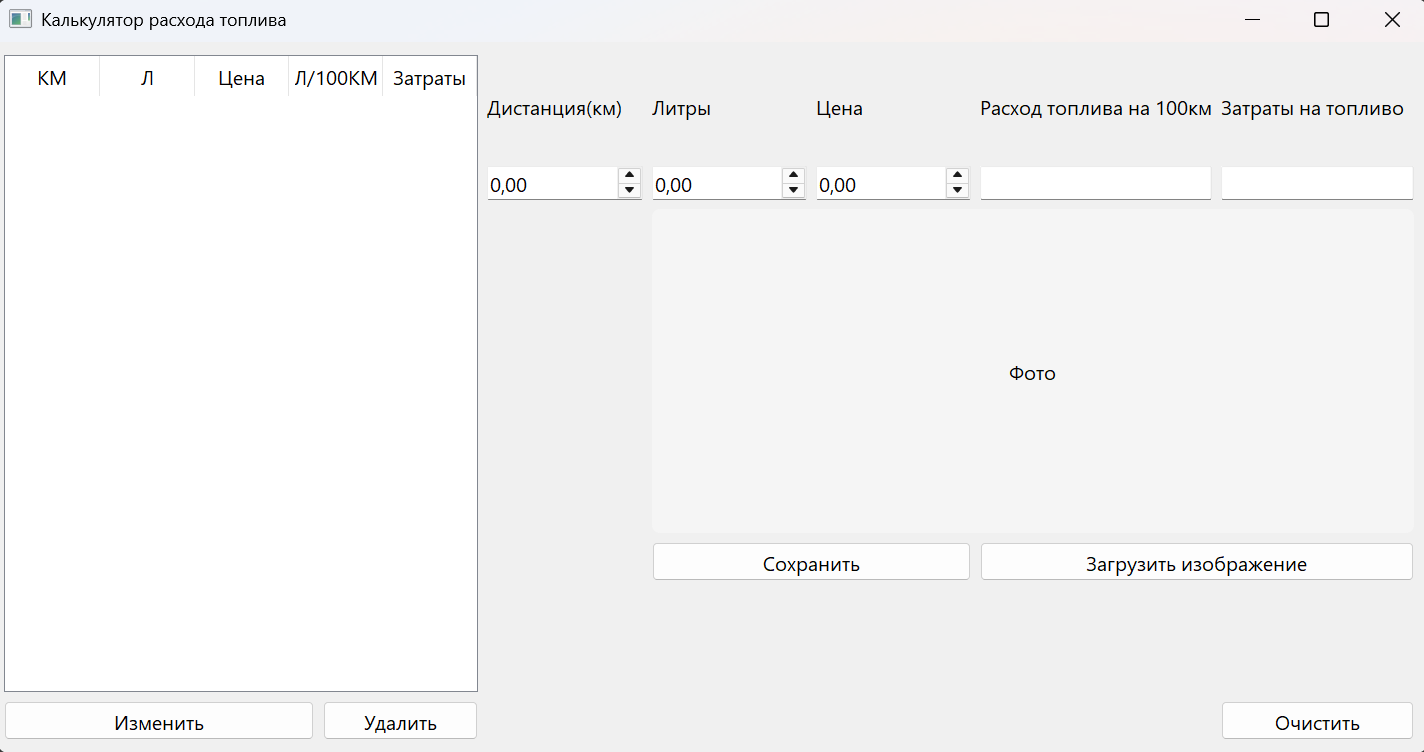 Калькулятор расхода топлива
КМ Л Цена Л/100КМ Затраты
Дистанция(км) Литры Цена Расход топлива на 100км Затраты на топливо
0,00 0,00 0,00
Фото
Сохранить Загрузить изображение
Изменить Удалить Очистить